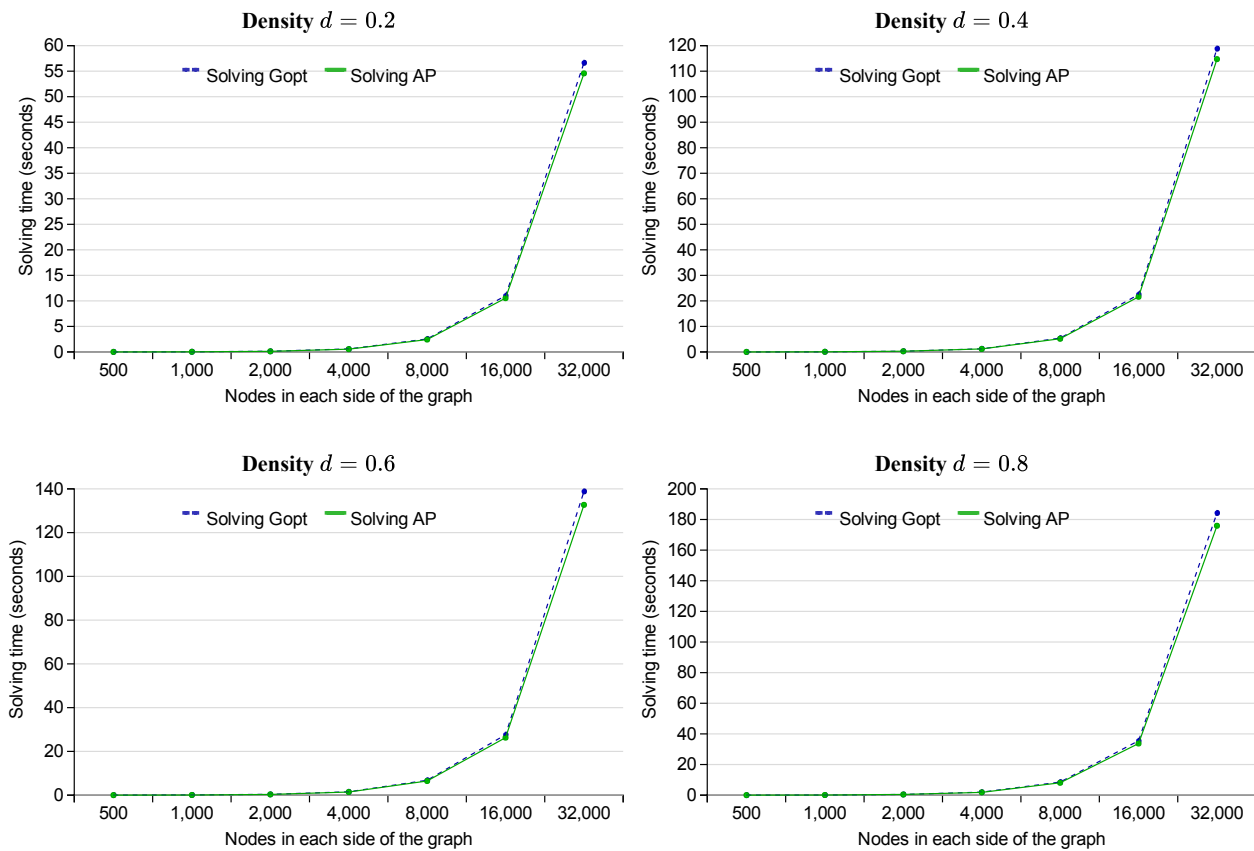 Density d = 0.2
60
55
50
45
40
35
30
25
20
15
10
5
0
Solving Gopt
Solving AP
Solving time (seconds)
500 1,000 2,000 4,000 8,000 16,000 32,000
Nodes in each side of the graph
Density d = 0.4
120
110
100
90
80
70
60
50
40
30
20
10
0
Solving Gopt
Solving AP
Solving time (seconds)
500 1,000 2,000 4,000 8,000 16,000 32,000
Nodes in each side of the graph
Density d = 0.6
140
120
100
80
60
40
20
0
Solving Gopt
Solving AP
Solving time (seconds)
500 1,000 2,000 4,000 8,000 16,000 32,000
Nodes in each side of the graph
Density d = 0.8
200
180
160
140
120
100
80
60
40
20
0
Solving Gopt
Solving AP
Solving time (seconds)
500 1,000 2,000 4,000 8,000 16,000 32,000
Nodes in each side of the graph